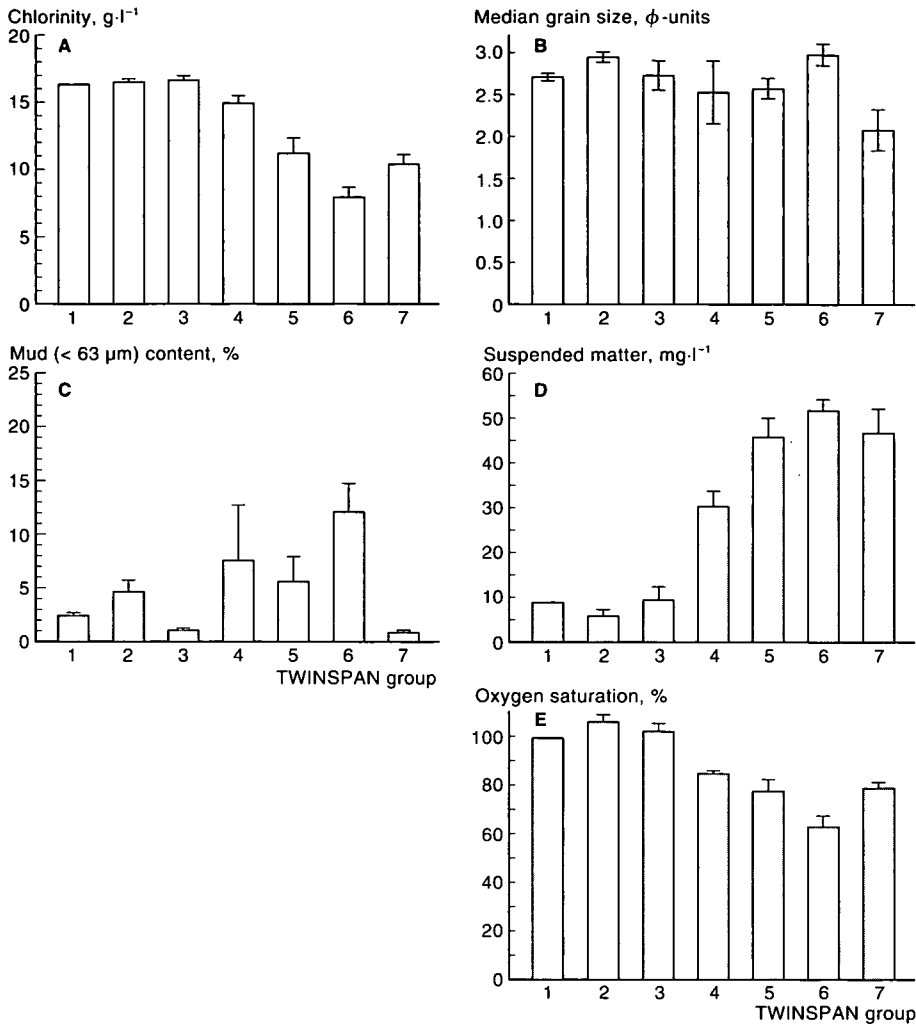 Chlorinity, g·l⁻¹
A
20
15
10
5
0
1 2 3 4 5 6 7
Median grain size, ϕ-units
B
3.0
2.5
2.0
1.5
1.0
0.5
0
1 2 3 4 5 6 7
Mud (< 63 µm) content, %
C
25
20
15
10
5
0
1 2 3 4 5 6 7
TWINSPAN group
Suspended matter, mg·l⁻¹
D
60
50
40
30
20
10
0
1 2 3 4 5 6 7
Oxygen saturation, %
E
100
80
60
40
20
0
1 2 3 4 5 6 7
TWINSPAN group